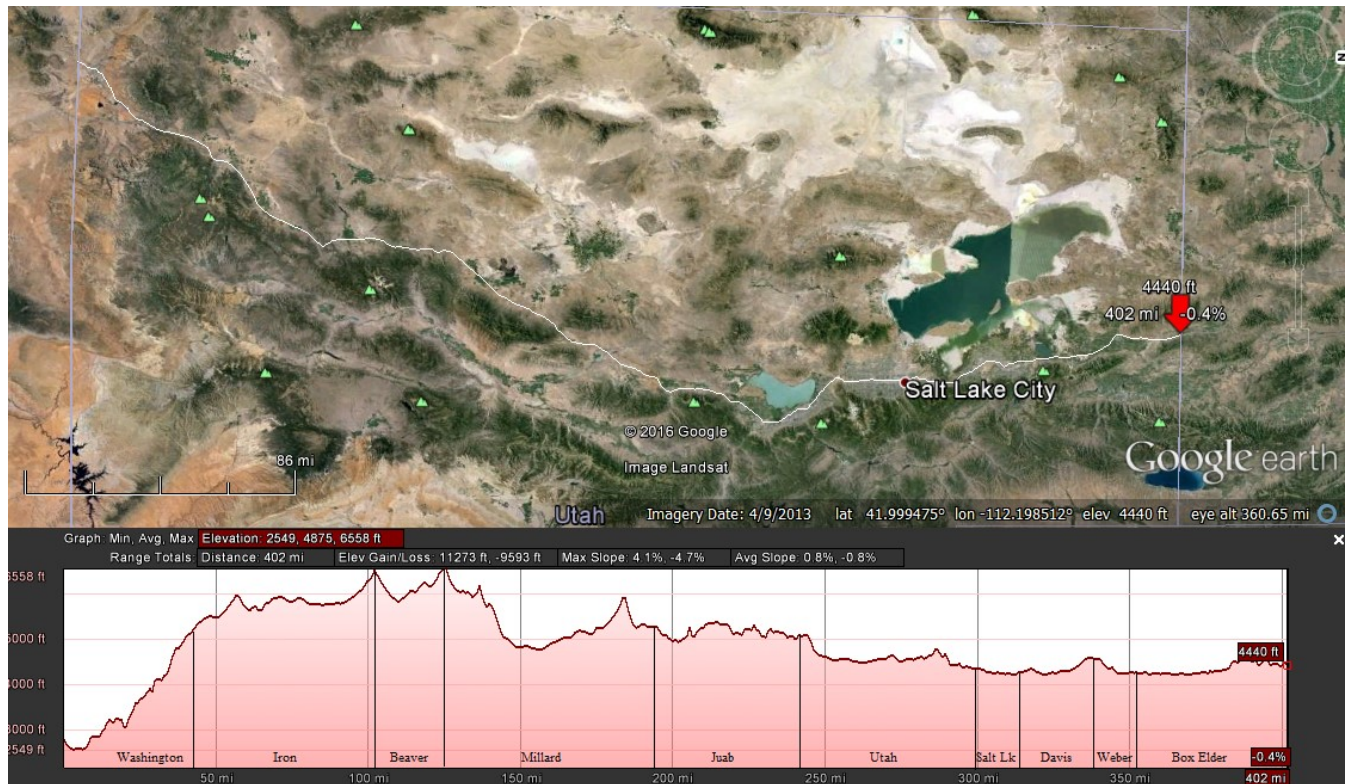 N
4440 ft
402 mi -0.4%
Salt Lake City
© 2016 Google
86 mi
Image Landsat
Google earth
Utah
Imagery Date: 4/9/2013 lat 41.999475° lon -112.198512° elev 4440 ft eye alt 360.65 mi
Graph: Min, Avg, Max Elevation: 2549, 4875, 6558 ft
Range Totals: Distance: 402 mi Elev Gain/Loss: 11273 ft, -9593 ft Max Slope: 4.1%, -4.7% Avg Slope: 0.8%, -0.8%
6558 ft
5000 ft
4440 ft
4000 ft
3000 ft
2549 ft
Washington Iron Beaver Millard Juab Utah Salt Lk Davis Weber Box Elder -0.4%
50 mi 100 mi 150 mi 200 mi 250 mi 300 mi 350 mi 402 mi